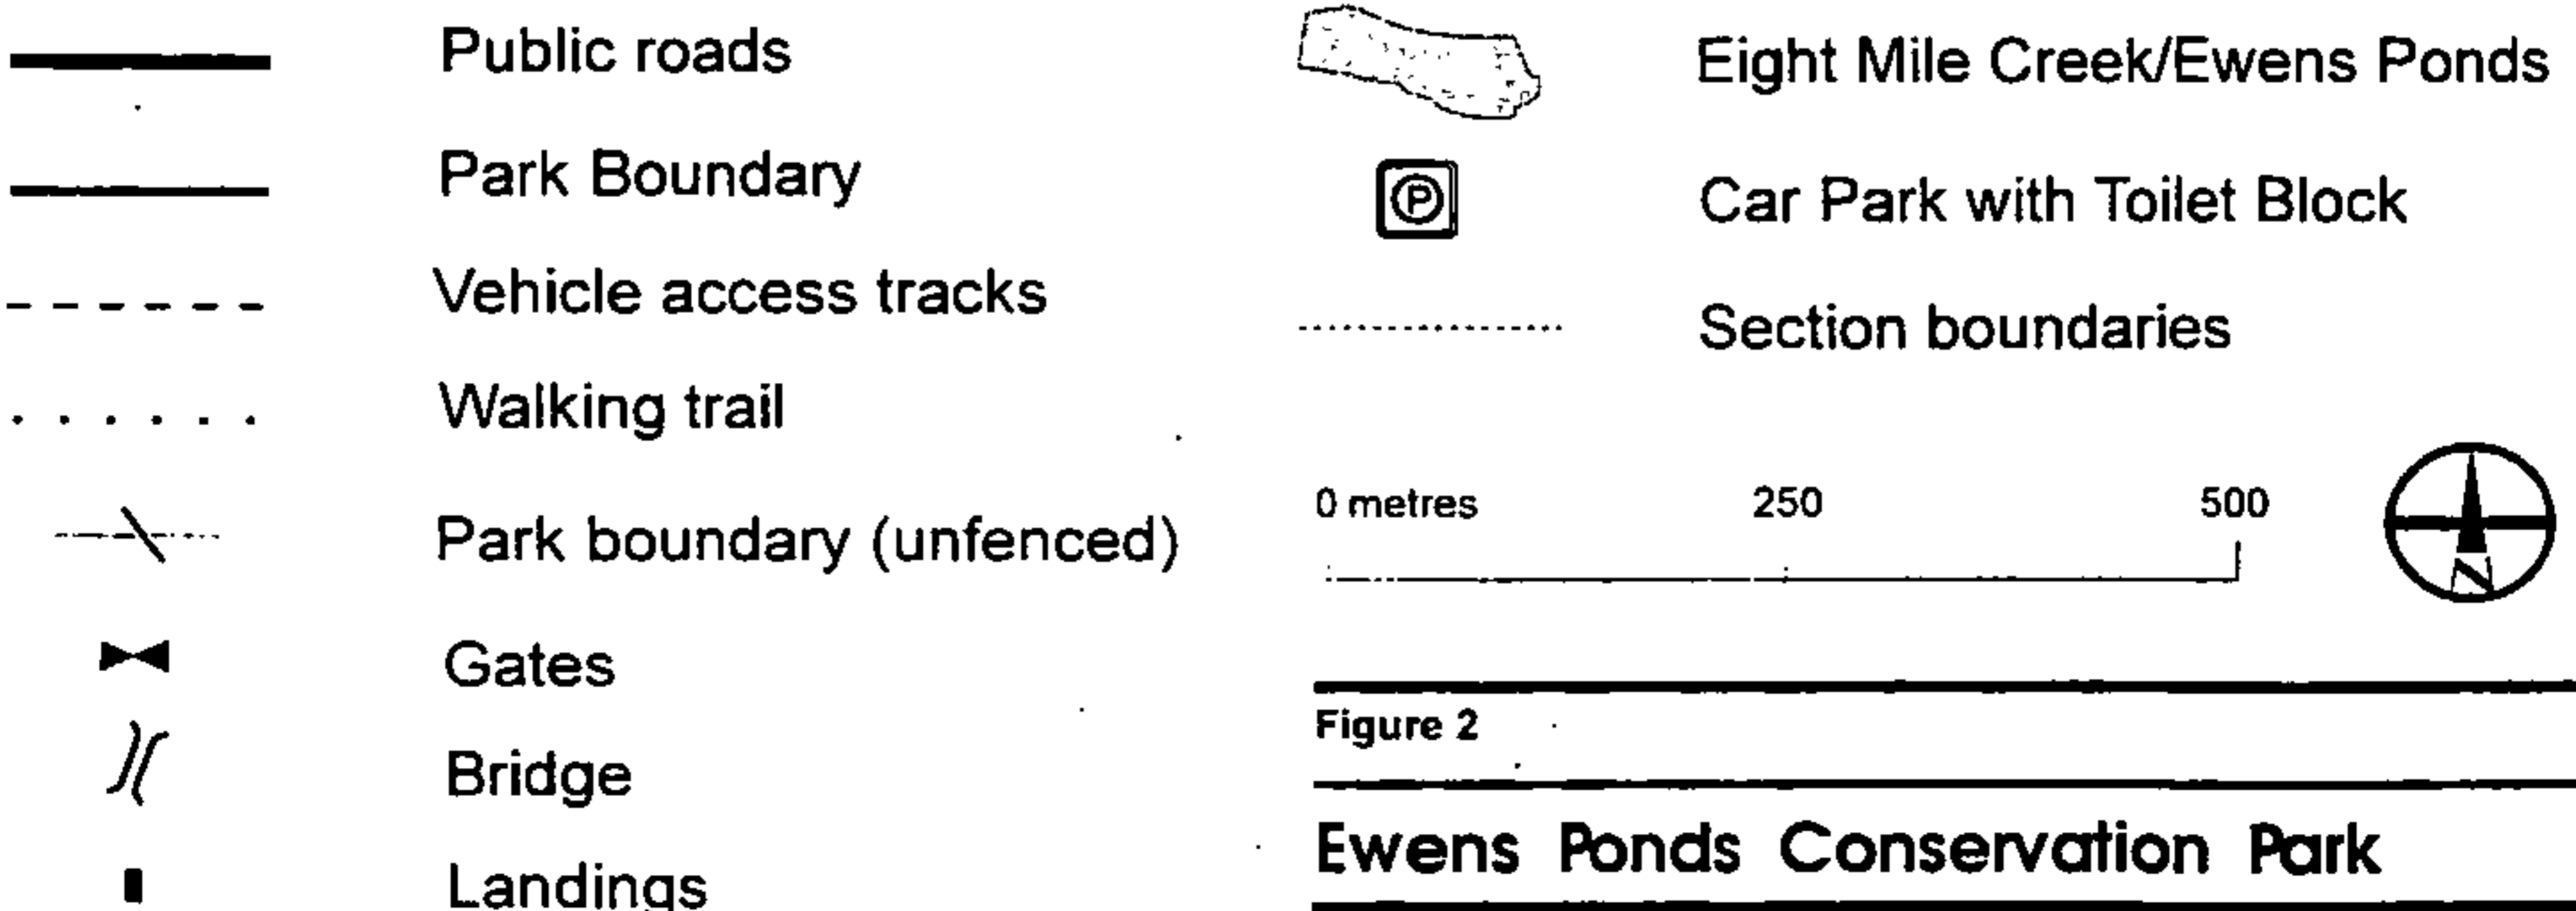 Public roads
Park Boundary
Vehicle access tracks
Walking trail
Park boundary (unfenced)
Gates
Bridge
Landings
Eight Mile Creek/Ewens Ponds
P
Car Park with Toilet Block
Section boundaries
0 metres 250 500
N
Figure 2
Ewens Ponds Conservation Park